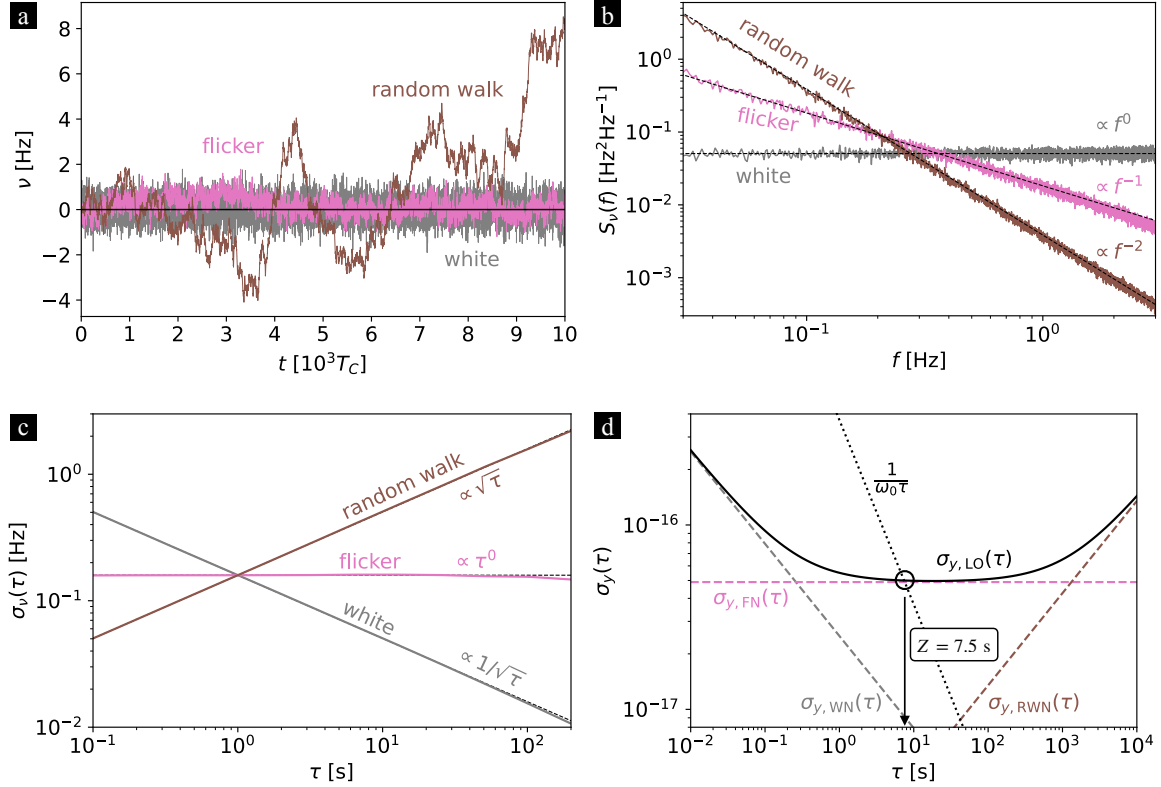 a
8
6
4
2
0
−2
−4
ν [Hz]
random walk
flicker
white
0 1 2 3 4 5 6 7 8 9 10
t [10³T_C]
b
10⁰
10⁻¹
10⁻²
10⁻³
S_ν(f) [Hz²Hz⁻¹]
random walk
flicker
white
∝ f⁰
∝ f⁻¹
∝ f⁻²
10⁻¹ 10⁰
f [Hz]
c
10⁰
10⁻¹
10⁻²
σ_ν(τ) [Hz]
random walk
∝ √τ
flicker
∝ τ⁰
white
∝ 1/√τ
10⁻¹ 10⁰ 10¹ 10²
τ [s]
d
10⁻¹⁶
10⁻¹⁷
σ_y(τ)
1
ω₀τ
σ_y, LO(τ)
σ_y, FN(τ)
Z = 7.5 s
σ_y, WN(τ)
σ_y, RWN(τ)
10⁻² 10⁻¹ 10⁰ 10¹ 10² 10³ 10⁴
τ [s]